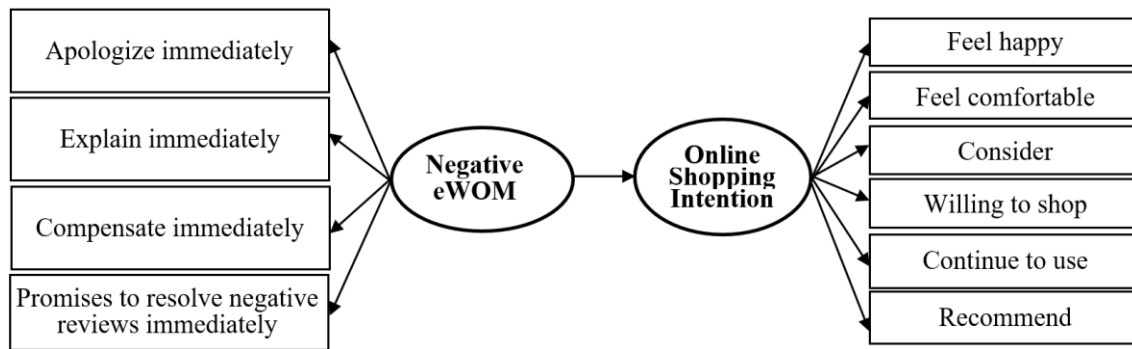 Apologize immediately
Explain immediately
Compensate immediately
Promises to resolve negative
reviews immediately
Negative
eWOM
Online
Shopping
Intention
Feel happy
Feel comfortable
Consider
Willing to shop
Continue to use
Recommend